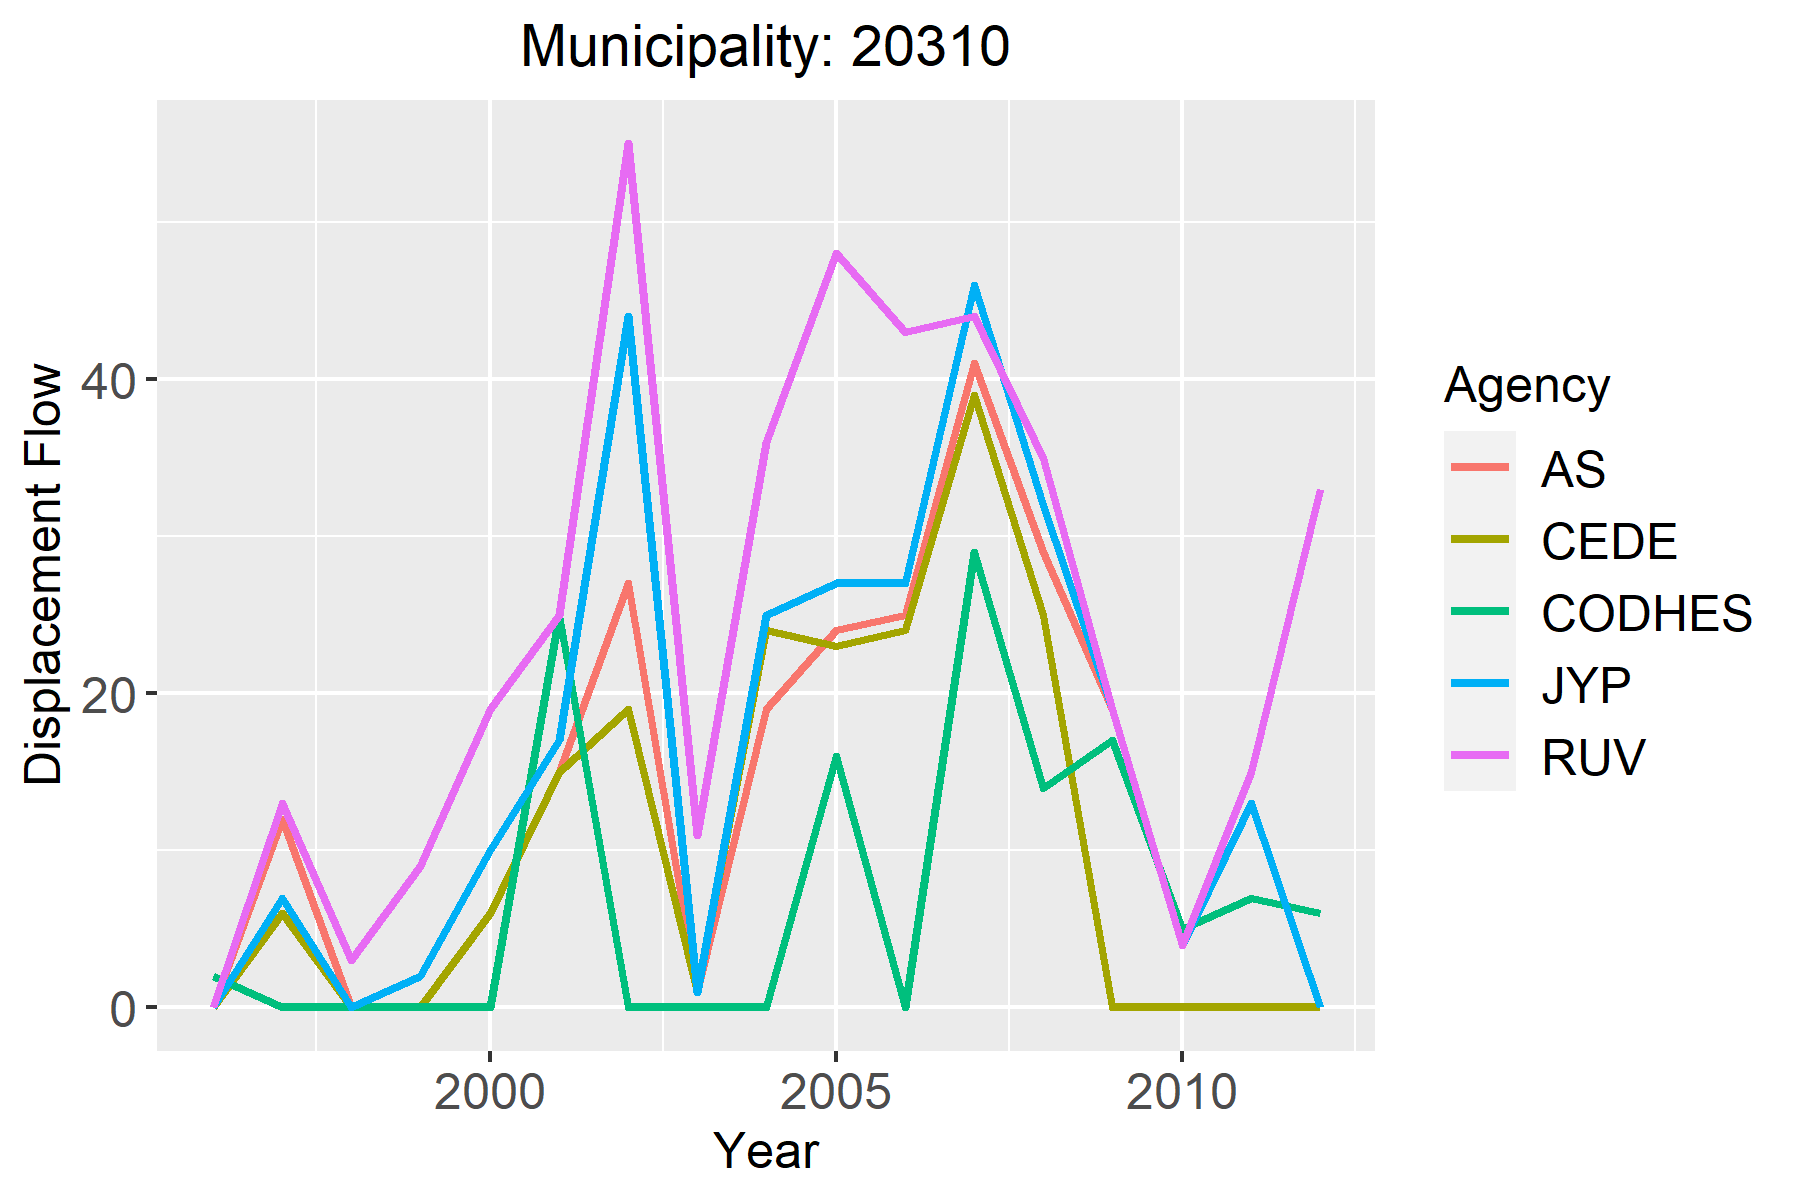 Municipality: 20310
Displacement Flow
40
20
0
2000 2005 2010
Year
Agency
AS
CEDE
CODHES
JYP
RUV